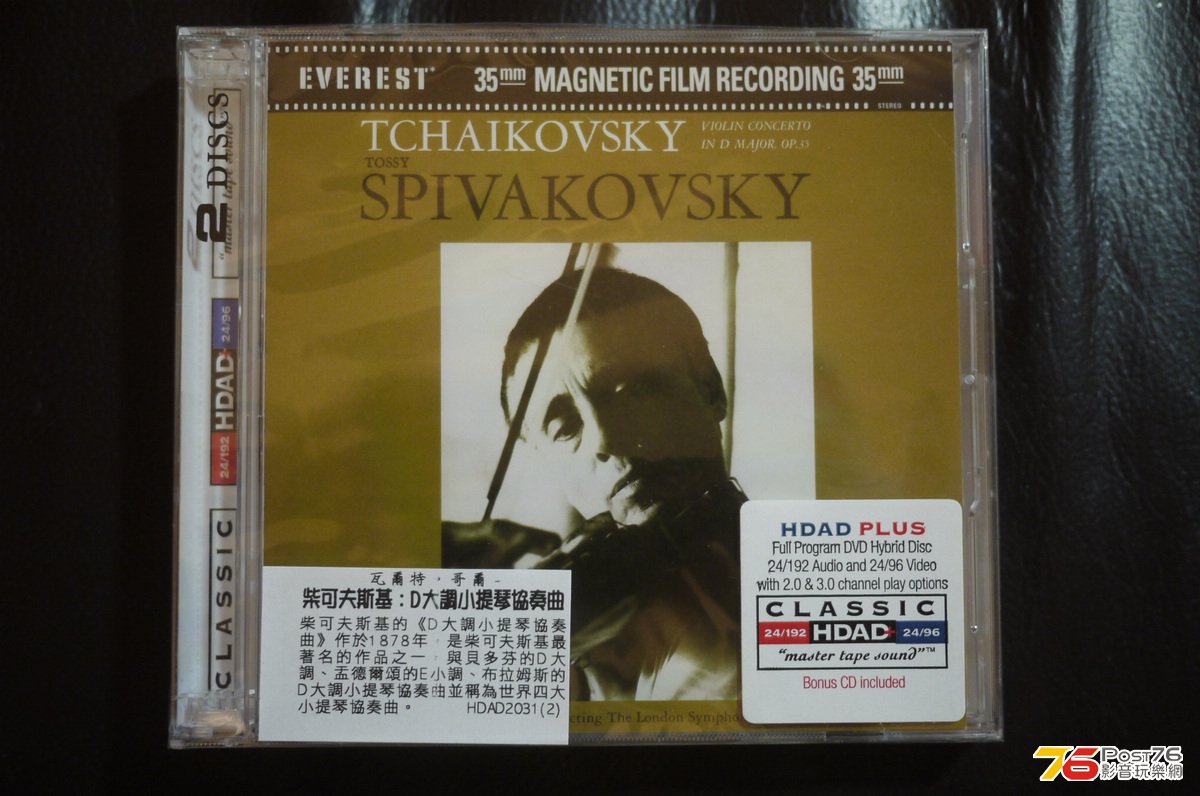 EVEREST
35mm MAGNETIC FILM RECORDING 35mm
STEREO
TCHAIKOVSKY
VIOLIN CONCERTO
IN D MAJOR, OP.35
TOSSY
SPIVAKOVSKY
2 DISCS
"master tape sound"
24/192 HDAD+ 24/96
CLASSIC
HDAD PLUS
Full Program DVD Hybrid Disc
24/192 Audio and 24/96 Video
with 2.0 & 3.0 channel play options
CLASSIC
24/192 HDAD+ 24/96
"master tape sound"™
Bonus CD included
瓦爾特，哥爾-
柴可夫斯基：D大調小提琴協奏曲
柴可夫斯基的《D大調小提琴協奏
曲》作於1878年，是柴可夫斯基最
著名的作品之一，與貝多芬的D大
調、孟德爾頌的E小調、布拉姆斯的
D大調小提琴協奏曲並稱為世界四大
小提琴協奏曲。 HDAD2031(2)
cting The London Sympho
76 Post76
影音玩樂網